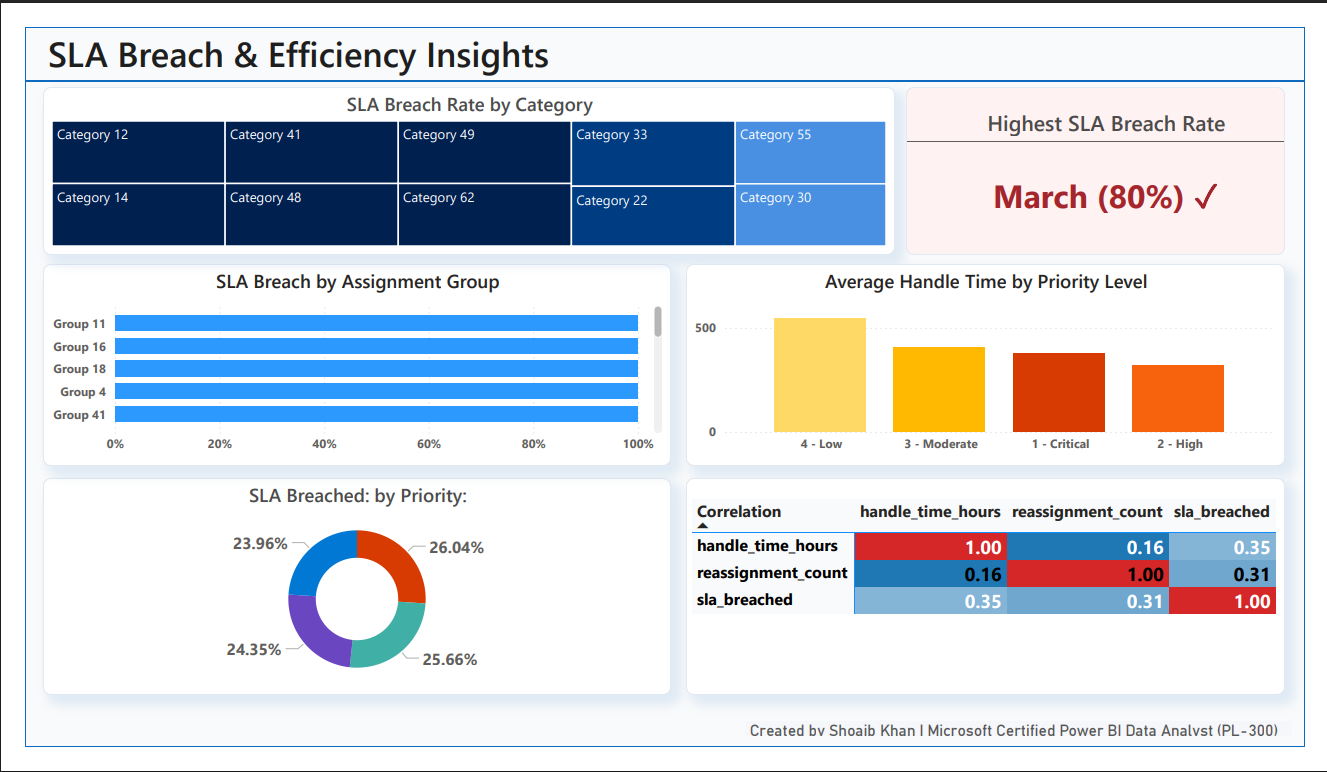 SLA Breach & Efficiency Insights
SLA Breach Rate by Category
Category 12
Category 41
Category 49
Category 33
Category 55
Category 14
Category 48
Category 62
Category 22
Category 30
Highest SLA Breach Rate
March (80%) ✓
SLA Breach by Assignment Group
Group 11
Group 16
Group 18
Group 4
Group 41
0% 20% 40% 60% 80% 100%
Average Handle Time by Priority Level
500
0
4 - Low 3 - Moderate 1 - Critical 2 - High
SLA Breached: by Priority:
23.96%
26.04%
24.35%
25.66%
Correlation handle_time_hours reassignment_count sla_breached
handle_time_hours 1.00 0.16 0.35
reassignment_count 0.16 1.00 0.31
sla_breached 0.35 0.31 1.00
Created by Shoaib Khan | Microsoft Certified Power BI Data Analyst (PL-300)